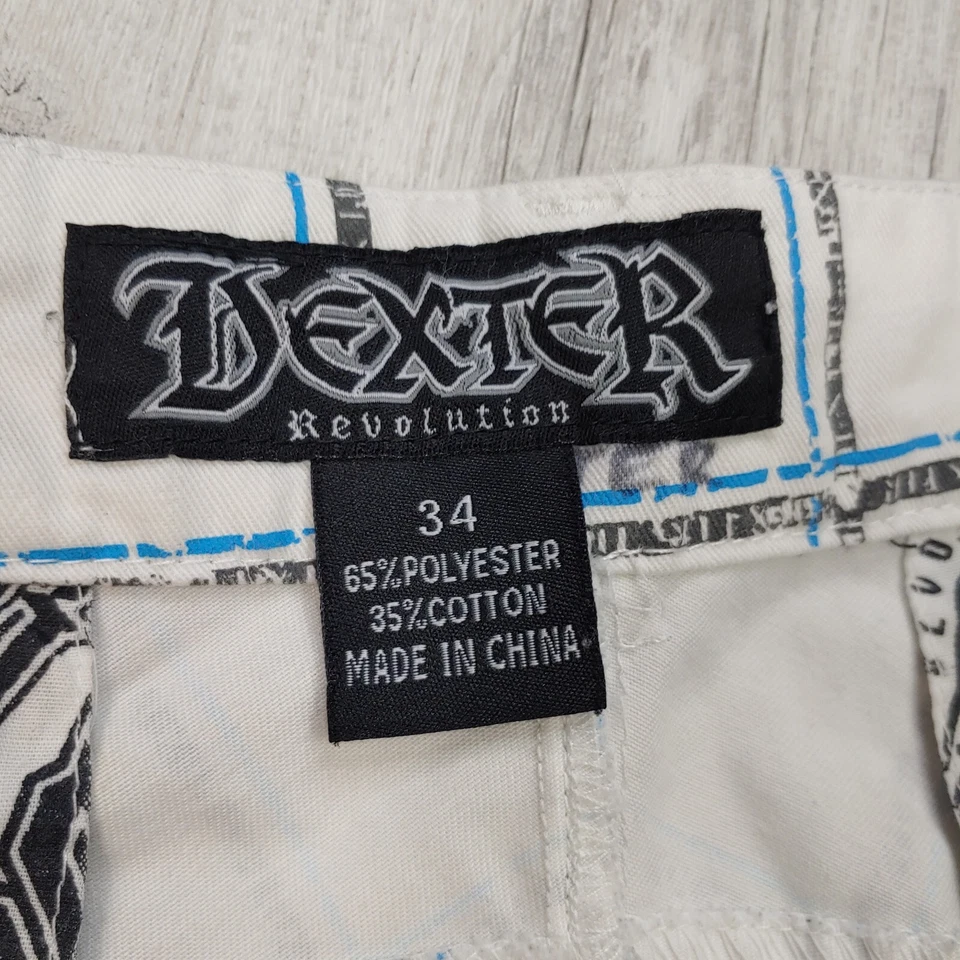 DEXTER
Revolution
34
65%POLYESTER
35%COTTON
MADE IN CHINA